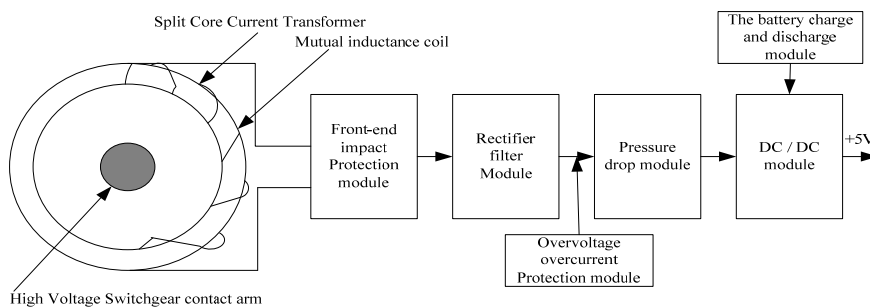 Split Core Current Transformer
Mutual inductance coil
The battery charge
and discharge
module
Front-end
impact
Protection
module
Rectifier
filter
Module
Pressure
drop module
DC / DC
module
+5V
Overvoltage
overcurrent
Protection module
High Voltage Switchgear contact arm